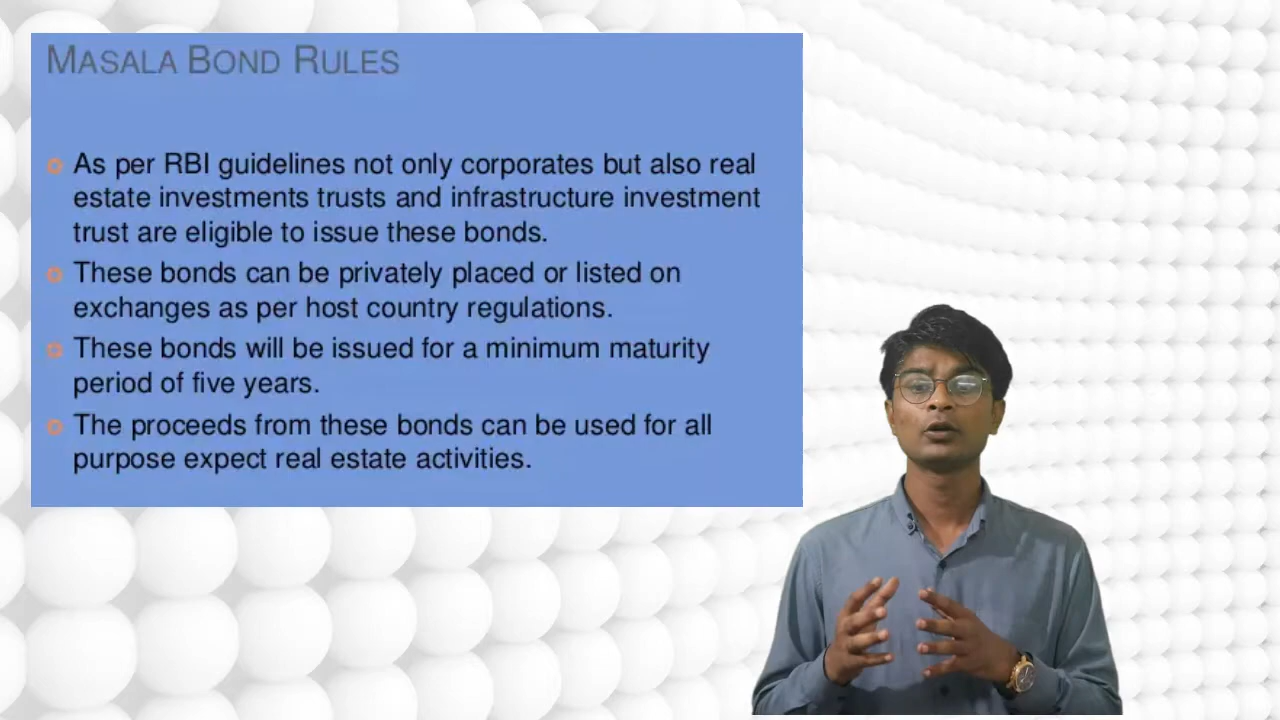 MASALA BOND RULES
As per RBI guidelines not only corporates but also real
estate investments trusts and infrastructure investment
trust are eligible to issue these bonds.
These bonds can be privately placed or listed on
exchanges as per host country regulations.
These bonds will be issued for a minimum maturity
period of five years.
The proceeds from these bonds can be used for all
purpose expect real estate activities.